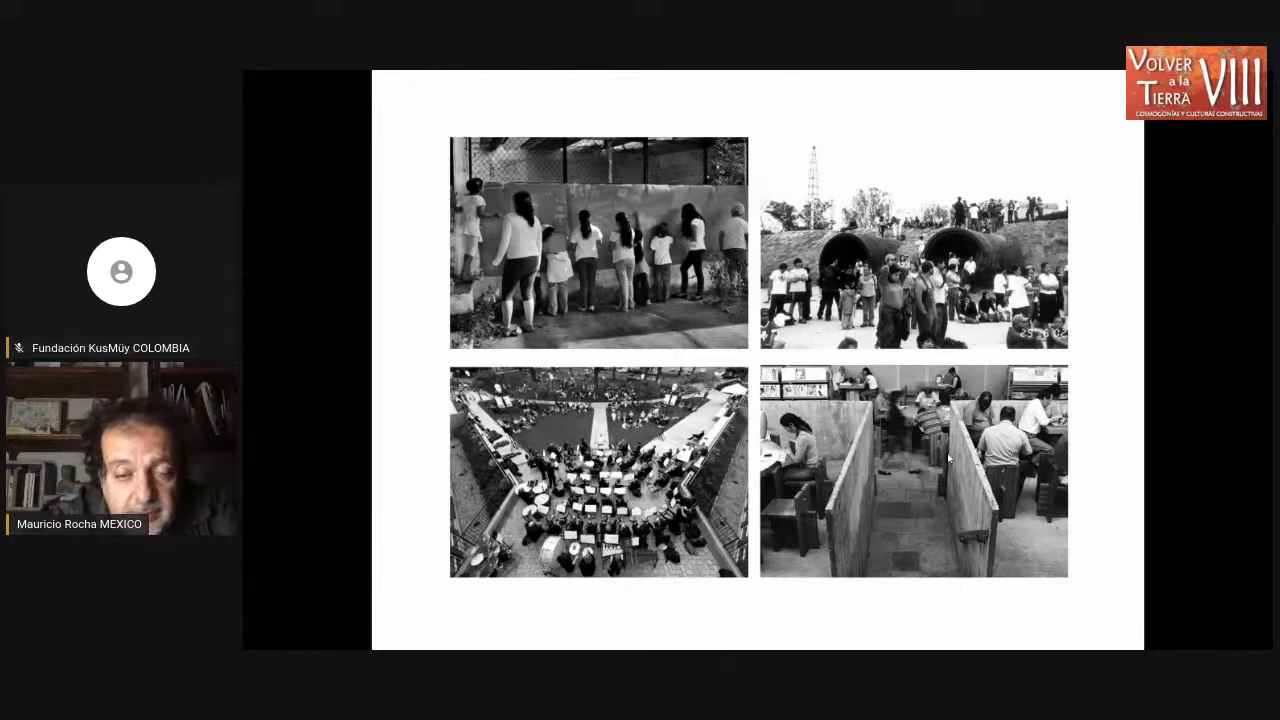 VOLVER
a la
TIERRA
VIII
COSMOGONÍAS Y CULTURAS CONSTRUCTIVAS
Fundación KusMüy COLOMBIA
Mauricio Rocha MEXICO